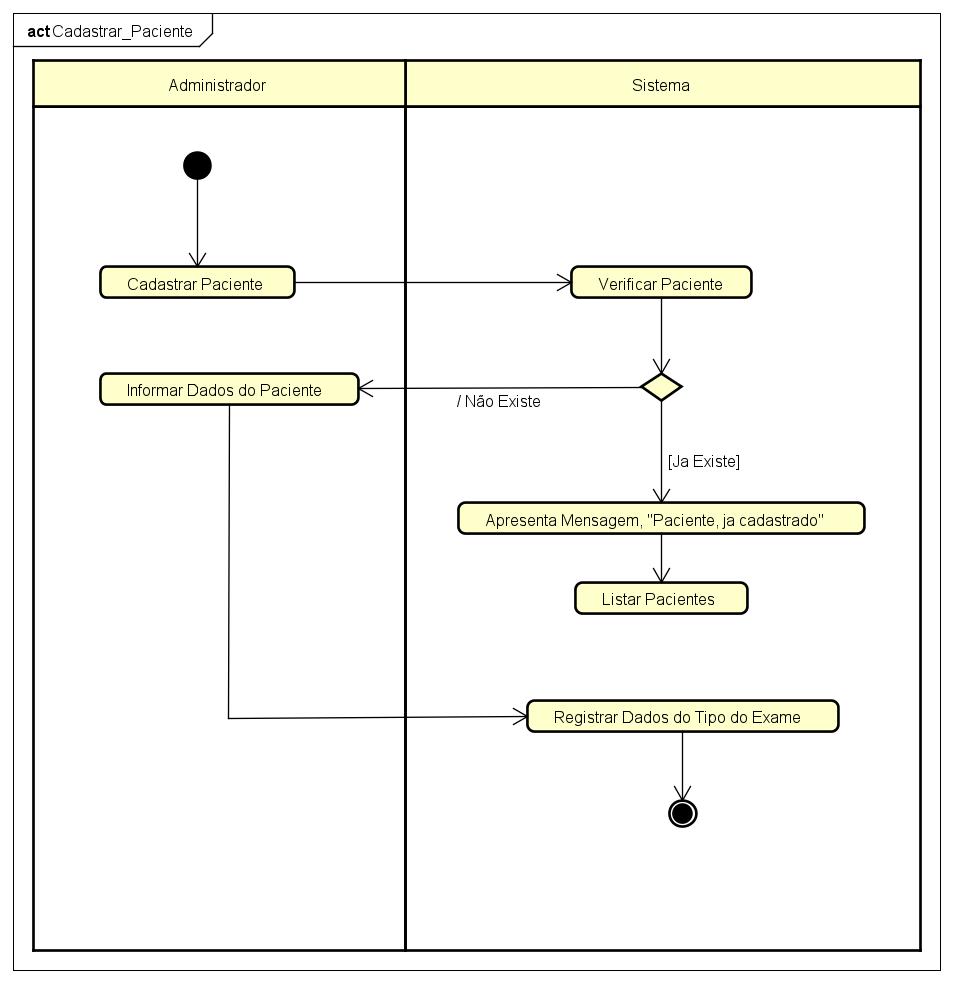 act Cadastrar_Paciente
Administrador
Sistema
Cadastrar Paciente
Verificar Paciente
Informar Dados do Paciente
/ Não Existe
[Ja Existe]
Apresenta Mensagem, "Paciente, ja cadastrado"
Listar Pacientes
Registrar Dados do Tipo do Exame